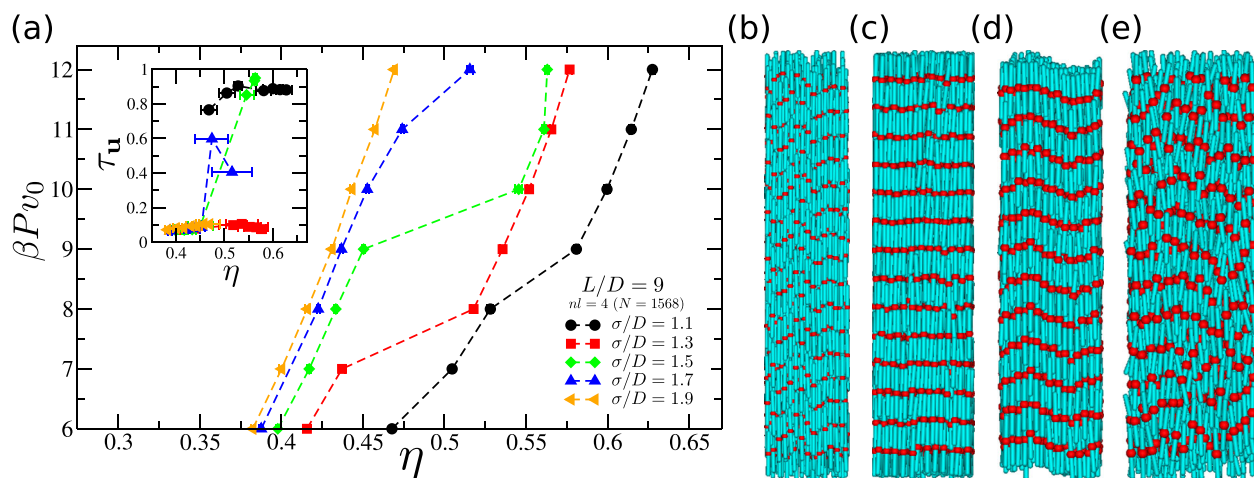 (a)
(b)
(c)
(d)
(e)
βPv₀
12
11
10
9
8
7
6
0.3
0.35
0.4
0.45
0.5
0.55
0.6
0.65
η
τ_u
1
0.8
0.6
0.4
0.2
0
0.4
0.5
0.6
η
L/D = 9
nl = 4 (N = 1568)
σ/D = 1.1
σ/D = 1.3
σ/D = 1.5
σ/D = 1.7
σ/D = 1.9